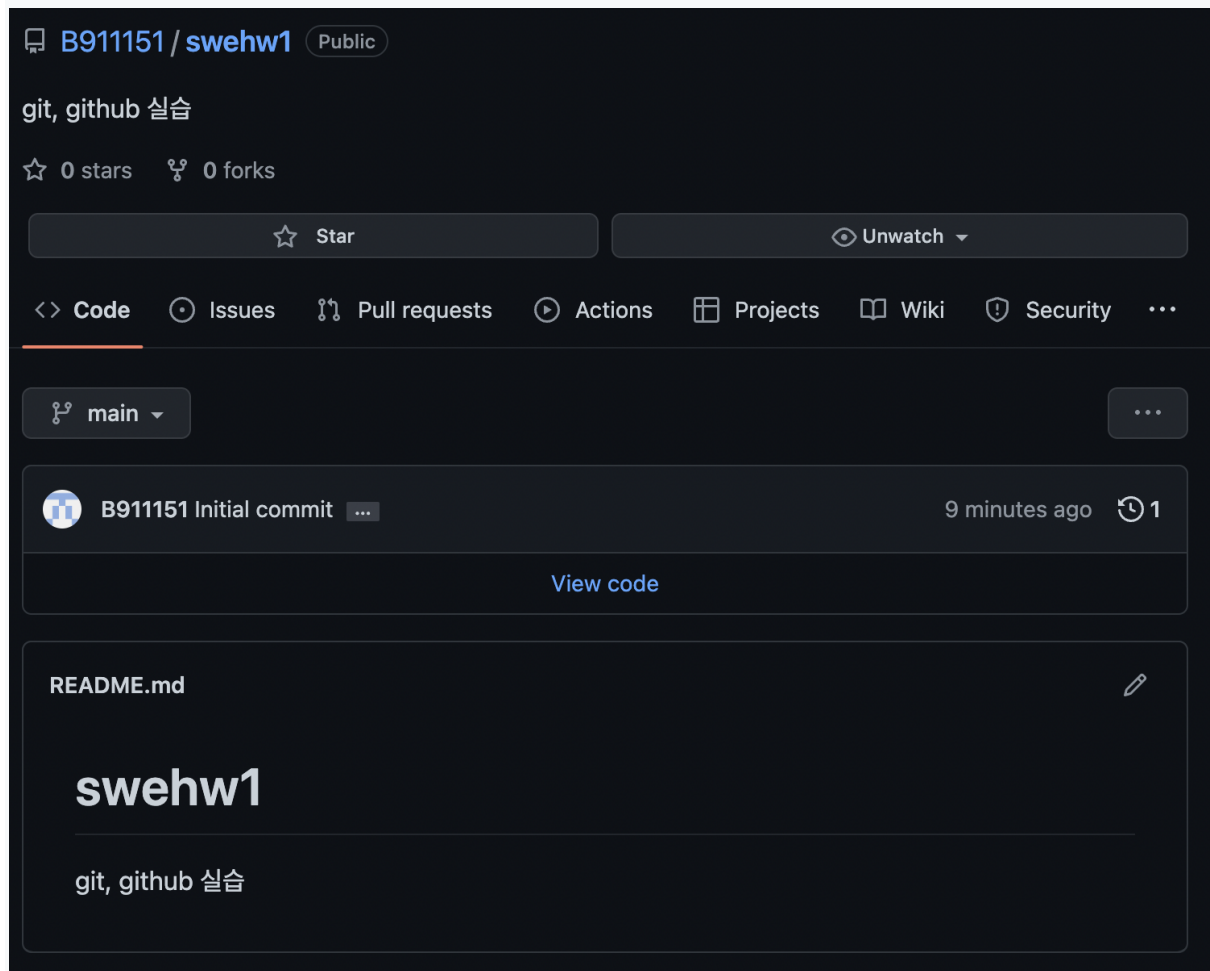 B911151 / swehw1 Public
git, github 실습
0 stars 0 forks
Star Unwatch
Code Issues Pull requests Actions Projects Wiki Security ...
main ...
B911151 Initial commit ... 9 minutes ago 1
View code
README.md
swehw1
git, github 실습